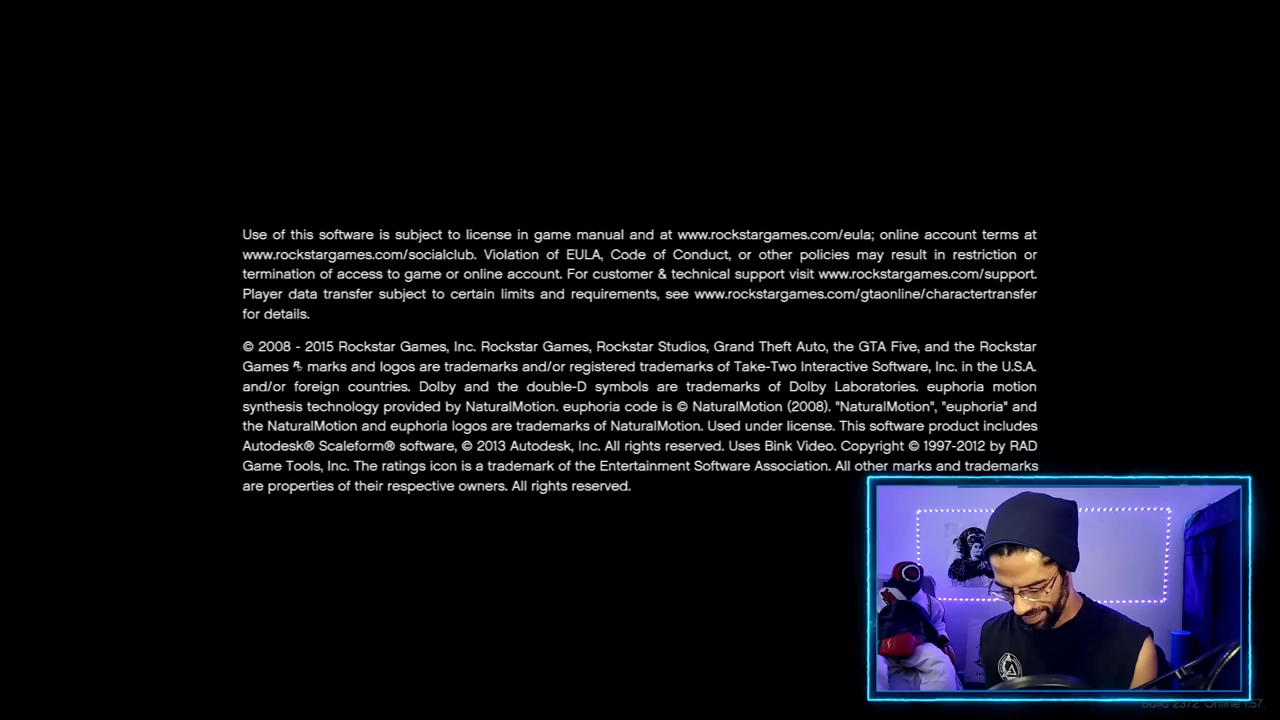 Use of this software is subject to license in game manual and at www.rockstargames.com/eula; online account terms at
www.rockstargames.com/socialclub. Violation of EULA, Code of Conduct, or other policies may result in restriction or
termination of access to game or online account. For customer & technical support visit www.rockstargames.com/support.
Player data transfer subject to certain limits and requirements, see www.rockstargames.com/gtaonline/charactertransfer
for details.
© 2008 - 2015 Rockstar Games, Inc. Rockstar Games, Rockstar Studios, Grand Theft Auto, the GTA Five, and the Rockstar
Games R* marks and logos are trademarks and/or registered trademarks of Take-Two Interactive Software, Inc. in the U.S.A.
and/or foreign countries. Dolby and the double-D symbols are trademarks of Dolby Laboratories. euphoria motion
synthesis technology provided by NaturalMotion. euphoria code is © NaturalMotion (2008). "NaturalMotion", "euphoria" and
the NaturalMotion and euphoria logos are trademarks of NaturalMotion. Used under license. This software product includes
Autodesk® Scaleform® software, © 2013 Autodesk, Inc. All rights reserved. Uses Bink Video. Copyright © 1997-2012 by RAD
Game Tools, Inc. The ratings icon is a trademark of the Entertainment Software Association. All other marks and trademarks
are properties of their respective owners. All rights reserved.
Build 2372. Online 1.57.